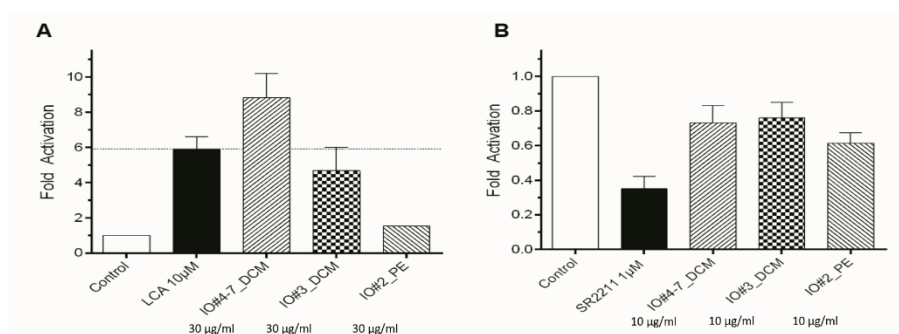 A
Fold Activation
10
8
6
4
2
0
Control
LCA 10µM
IO#4-7_DCM
IO#3_DCM
IO#2_PE
30 µg/ml 30 µg/ml 30 µg/ml
B
Fold Activation
1.0
0.8
0.6
0.4
0.2
0.0
Control
SR2211 1µM
IO#4-7_DCM
IO#3_DCM
IO#2_PE
10 µg/ml 10 µg/ml 10 µg/ml